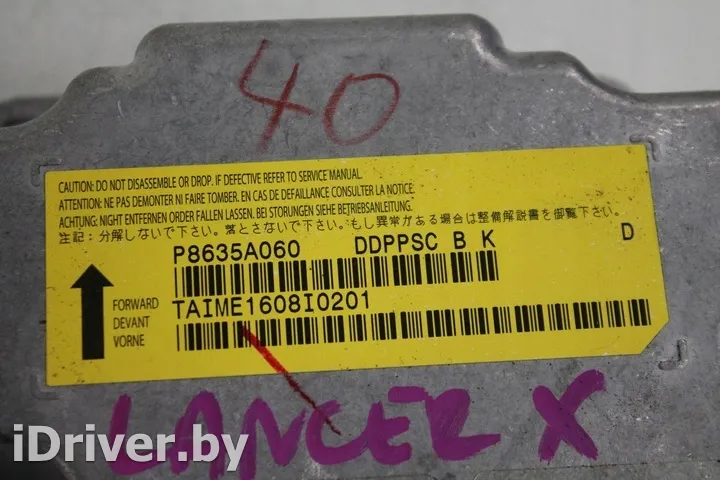 40
CAUTION: DO NOT DISASSEMBLE OR DROP. IF DEFECTIVE REFER TO SERVICE MANUAL.
ATTENTION: NE PAS DEMONTER NI FAIRE TOMBER. EN CAS DE DEFAILLANCE CONSULTER LA NOTICE.
ACHTUNG: NIGHT ENTFERNEN ORDER FALLEN LASSEN. BEI STORUNGEN SIEHE BETRIEBSANLEITUNG.
注記: 分解しないで下さい。落とさないで下さい。もし異常がある場合は整備解説書を御覧下さい。
P8635A060 DDPPSC B K D
FORWARD TAIME1608I0201
DEVANT
VORNE
LANCER X
iDriver.by